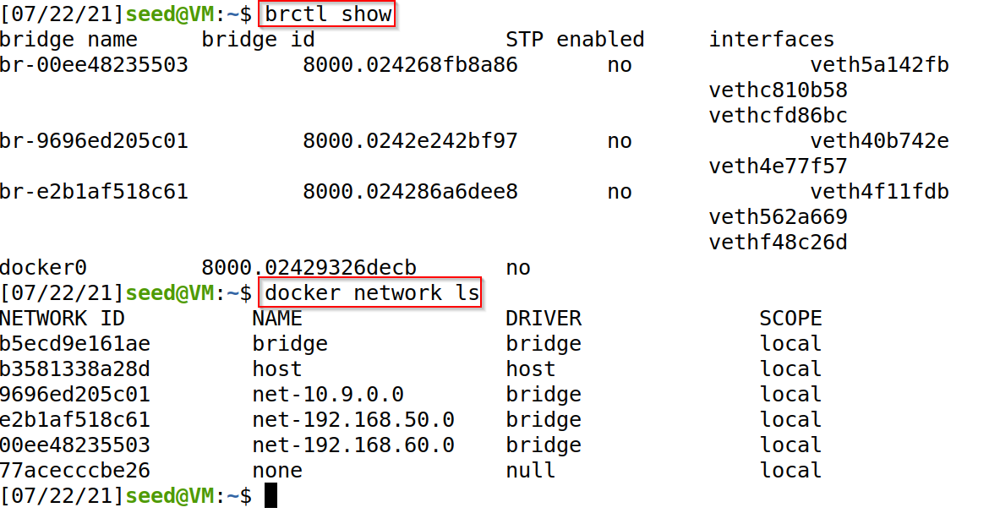 [07/22/21]seed@VM:~$ brctl show
bridge name     bridge id               STP enabled     interfaces
br-00ee48235503         8000.024268fb8a86       no              veth5a142fb
                                                        vethc810b58
                                                        vethcfd86bc
br-9696ed205c01         8000.0242e242bf97       no              veth40b742e
                                                        veth4e77f57
br-e2b1af518c61         8000.024286a6dee8       no              veth4f11fdb
                                                        veth562a669
                                                        vethf48c26d
docker0         8000.02429326decb       no
[07/22/21]seed@VM:~$ docker network ls
NETWORK ID          NAME                DRIVER              SCOPE
b5ecd9e161ae        bridge              bridge              local
b3581338a28d        host                host                local
9696ed205c01        net-10.9.0.0        bridge              local
e2b1af518c61        net-192.168.50.0    bridge              local
00ee48235503        net-192.168.60.0    bridge              local
77acecccbe26        none                null                local
[07/22/21]seed@VM:~$